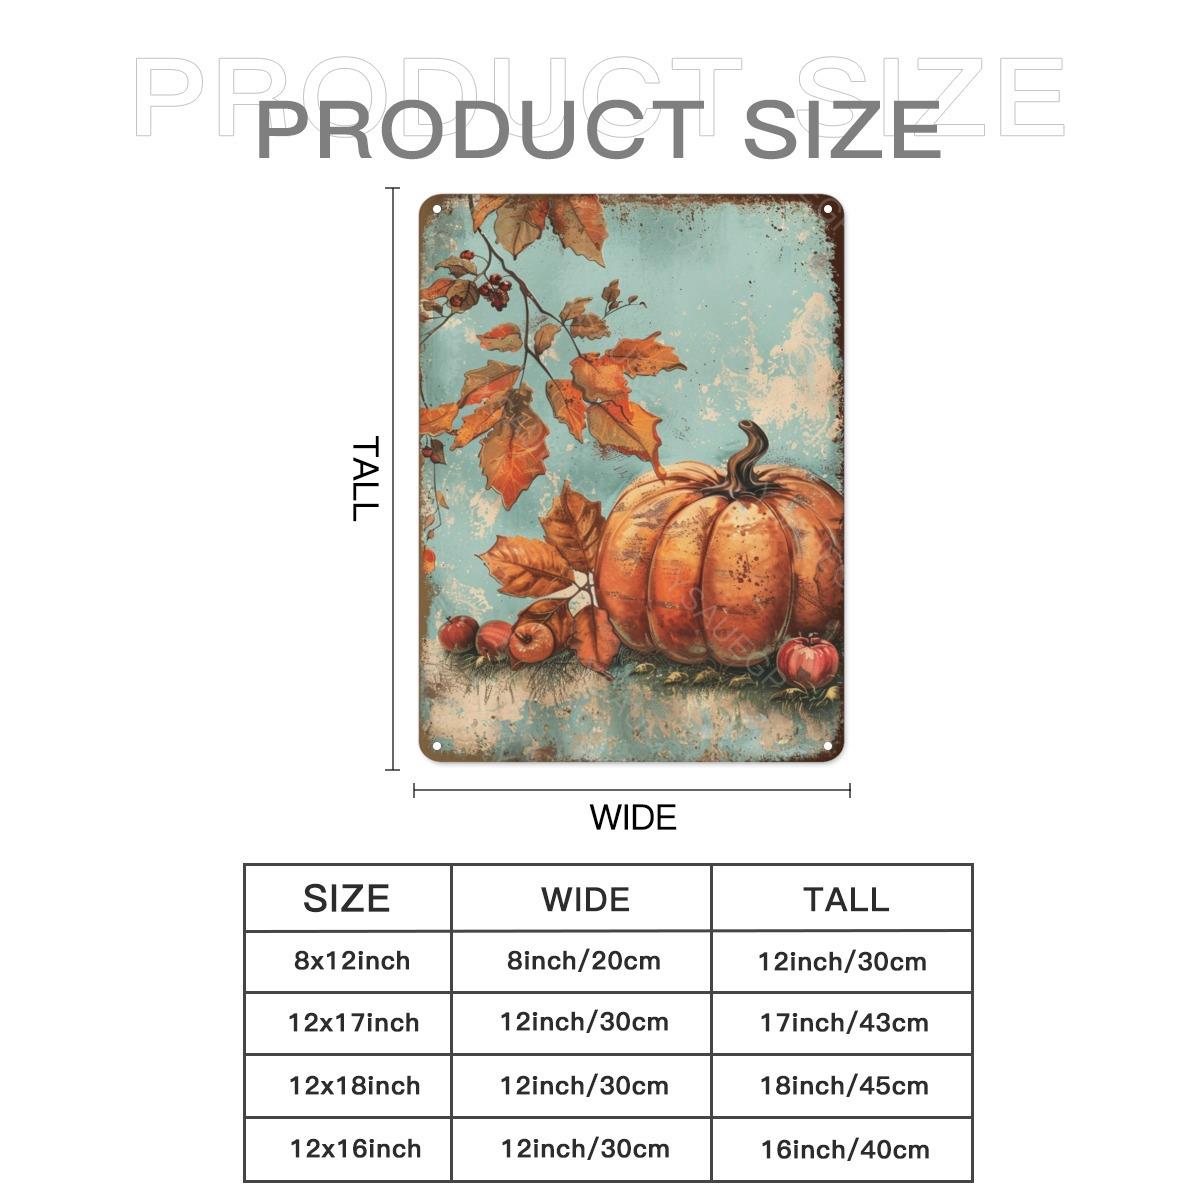 PRODUCT SIZE
PRODUCT SIZE
TALL
WIDE
SIZE WIDE TALL
8x12inch 8inch/20cm 12inch/30cm
12x17inch 12inch/30cm 17inch/43cm
12x18inch 12inch/30cm 18inch/45cm
12x16inch 12inch/30cm 16inch/40cm